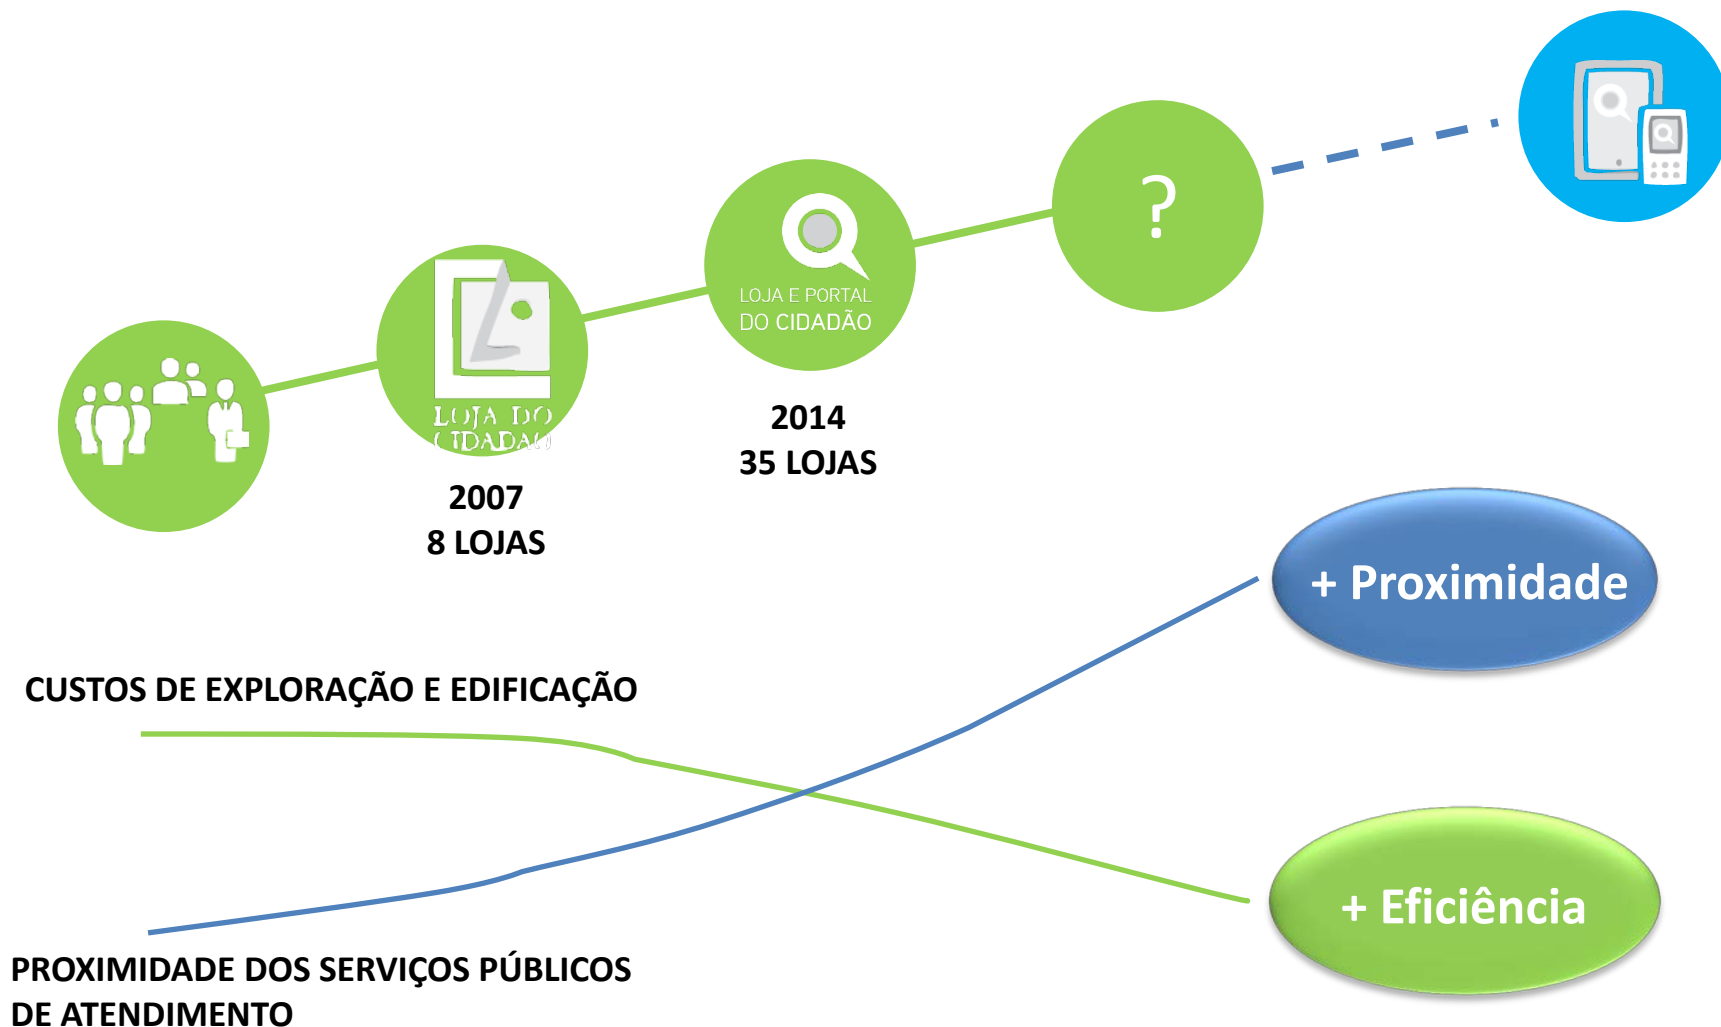 ?
LOJA DO
CIDADAO
LOJA E PORTAL
DO CIDADÃO
2014
35 LOJAS
2007
8 LOJAS
+ Proximidade
CUSTOS DE EXPLORAÇÃO E EDIFICAÇÃO
+ Eficiência
PROXIMIDADE DOS SERVIÇOS PÚBLICOS
DE ATENDIMENTO